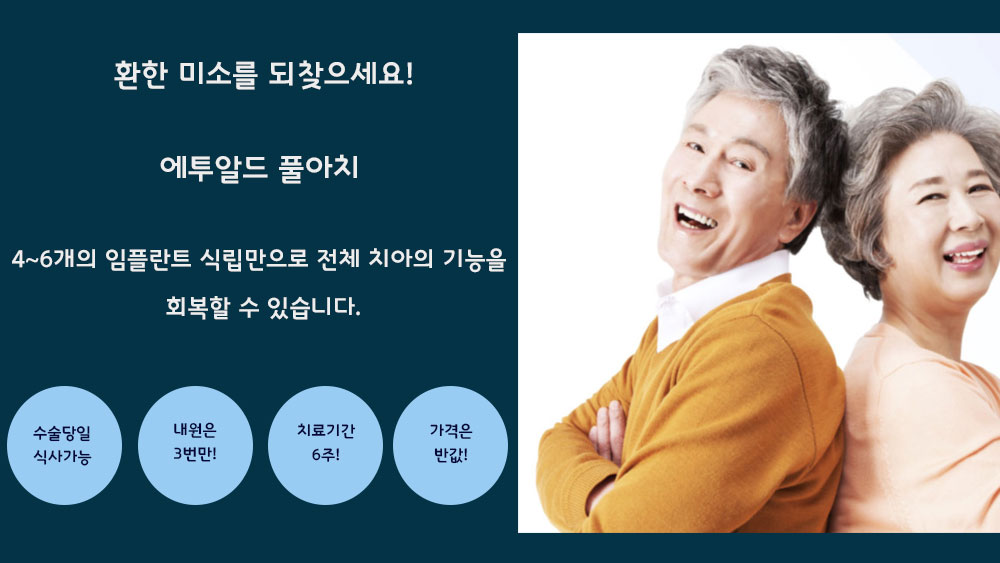 환한 미소를 되찾으세요!
에투알드 풀아치
4~6개의 임플란트 식립만으로 전체 치아의 기능을
회복할 수 있습니다.
수술당일
식사가능
내원은
3번만!
치료기간
6주!
가격은
반값!